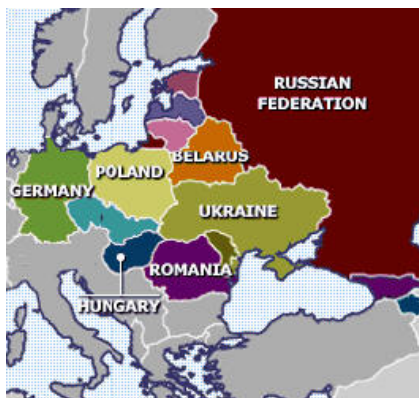 RUSSIAN
FEDERATION
BELARUS
POLAND
GERMANY
UKRAINE
ROMANIA
HUNGARY